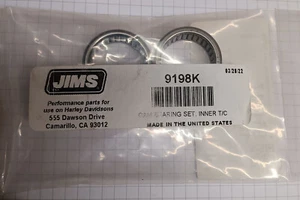 03/28/22
JIMS
9198K
Performance parts for
use on Harley Davidsons
555 Dawson Drive
Camarillo, CA 93012
CAM BEARING SET, INNER T/C
MADE IN THE UNITED STATES